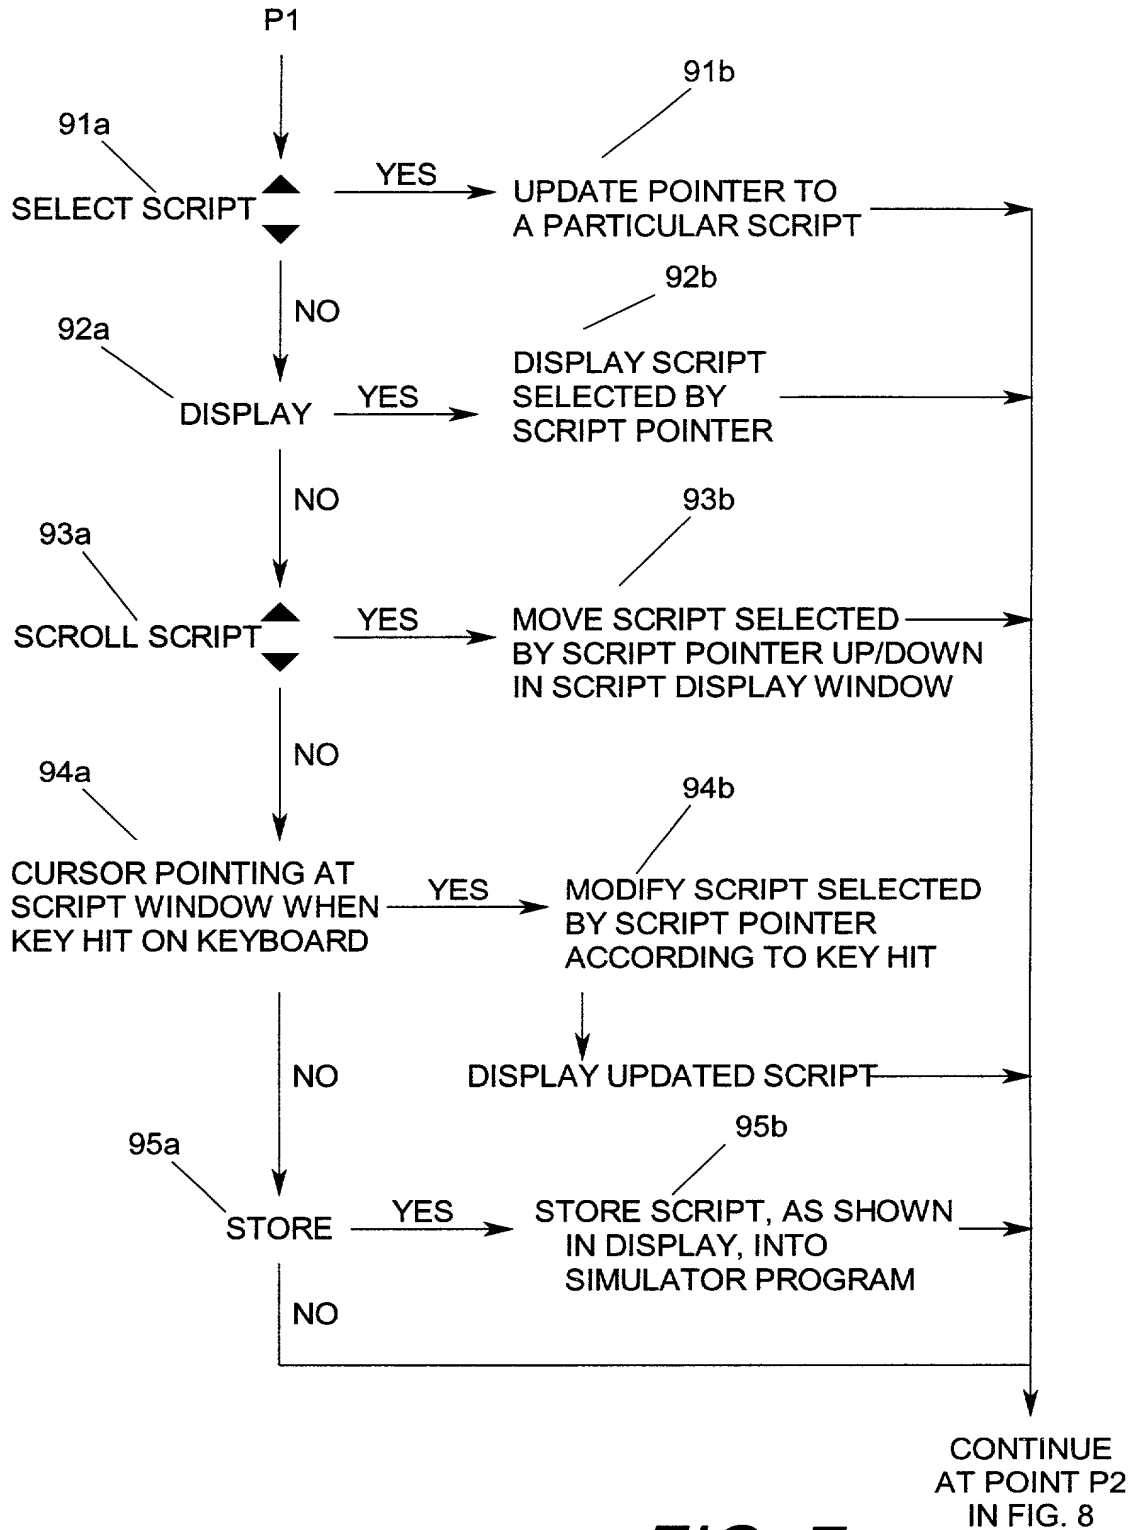 P1
91b
91a
YES
SELECT SCRIPT
UPDATE POINTER TO
A PARTICULAR SCRIPT
92b
NO
92a
DISPLAY SCRIPT
SELECTED BY
SCRIPT POINTER
DISPLAY
YES
NO
93b
93a
SCROLL SCRIPT
YES
MOVE SCRIPT SELECTED
BY SCRIPT POINTER UP/DOWN
IN SCRIPT DISPLAY WINDOW
NO
94a
94b
CURSOR POINTING AT
SCRIPT WINDOW WHEN
KEY HIT ON KEYBOARD
YES
MODIFY SCRIPT SELECTED
BY SCRIPT POINTER
ACCORDING TO KEY HIT
NO
DISPLAY UPDATED SCRIPT
95b
95a
STORE
YES
STORE SCRIPT, AS SHOWN
IN DISPLAY, INTO
SIMULATOR PROGRAM
NO
CONTINUE
AT POINT P2
IN FIG. 8